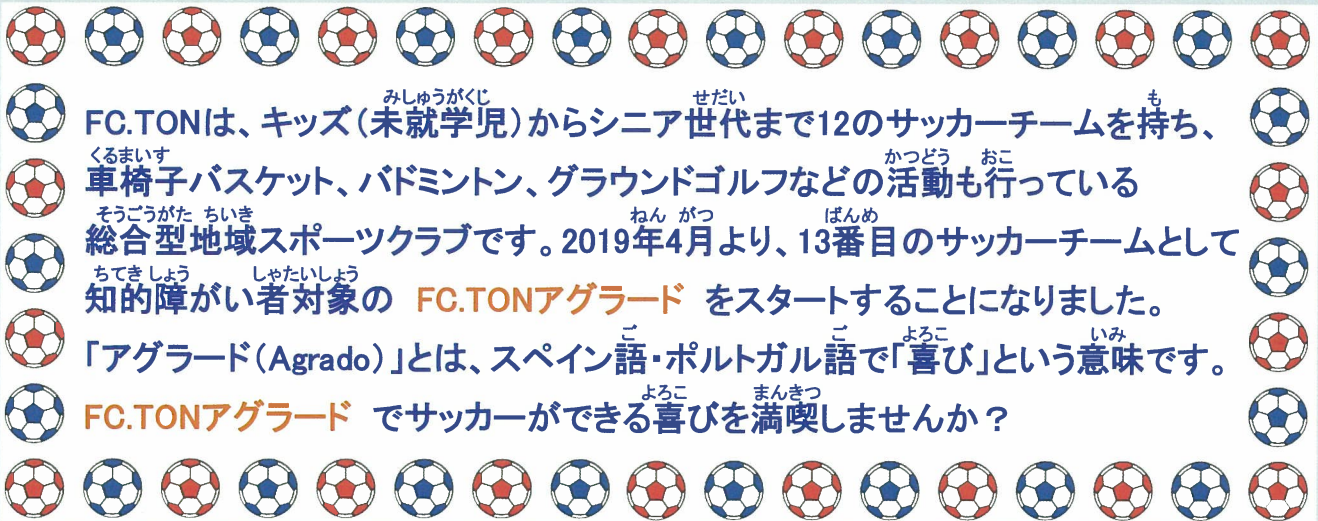 FC.TONは、キッズ（未就学児）からシニア世代まで12のサッカーチームを持ち、
車椅子バスケット、バドミントン、グラウンドゴルフなどの活動も行っている
総合型地域スポーツクラブです。2019年4月より、13番目のサッカーチームとして
知的障がい者対象の FC.TONアグラード をスタートすることになりました。
「アグラード（Agrado）」とは、スペイン語・ポルトガル語で「喜び」という意味です。
FC.TONアグラード でサッカーができる喜びを満喫しませんか？